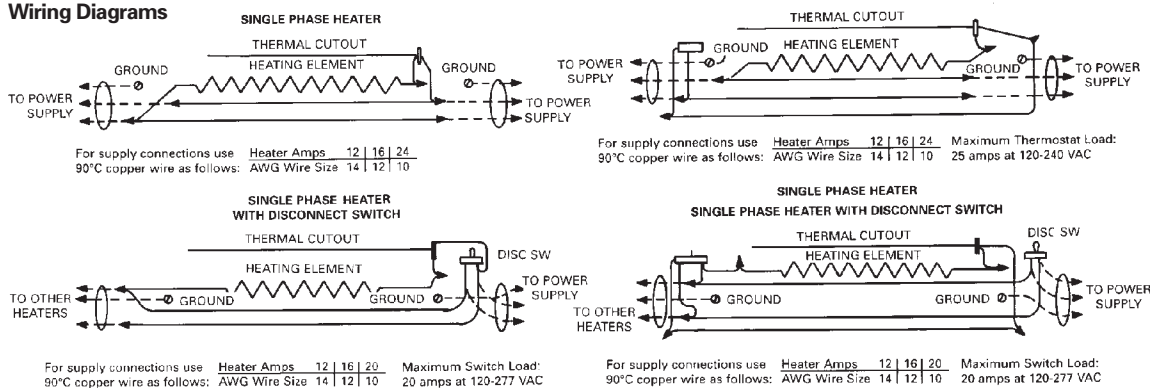 Wiring Diagrams
SINGLE PHASE HEATER
THERMAL CUTOUT
HEATING ELEMENT
GROUND
GROUND
TO POWER
SUPPLY
TO POWER
SUPPLY
For supply connections use Heater Amps 12 | 16 | 24
90°C copper wire as follows: AWG Wire Size 14 | 12 | 10
THERMAL CUTOUT
GROUND
HEATING ELEMENT
GROUND
TO POWER
SUPPLY
TO POWER
SUPPLY
For supply connections use Heater Amps 12 | 16 | 24 Maximum Thermostat Load:
90°C copper wire as follows: AWG Wire Size 14 | 12 | 10 25 amps at 120-240 VAC
SINGLE PHASE HEATER
WITH DISCONNECT SWITCH
THERMAL CUTOUT
DISC SW
HEATING ELEMENT
TO POWER
SUPPLY
TO OTHER
HEATERS
GROUND
GROUND
For supply connections use Heater Amps 12 | 16 | 20 Maximum Switch Load:
90°C copper wire as follows: AWG Wire Size 14 | 12 | 10 20 amps at 120-277 VAC
SINGLE PHASE HEATER
SINGLE PHASE HEATER WITH DISCONNECT SWITCH
THERMAL CUTOUT
DISC SW
HEATING ELEMENT
TO POWER
SUPPLY
GROUND
GROUND
TO OTHER
HEATERS
For supply connections use Heater Amps 12 | 16 | 20 Maximum Switch Load:
90°C copper wire as follows: AWG Wire Size 14 | 12 | 10 20 amps at 120-277 VAC